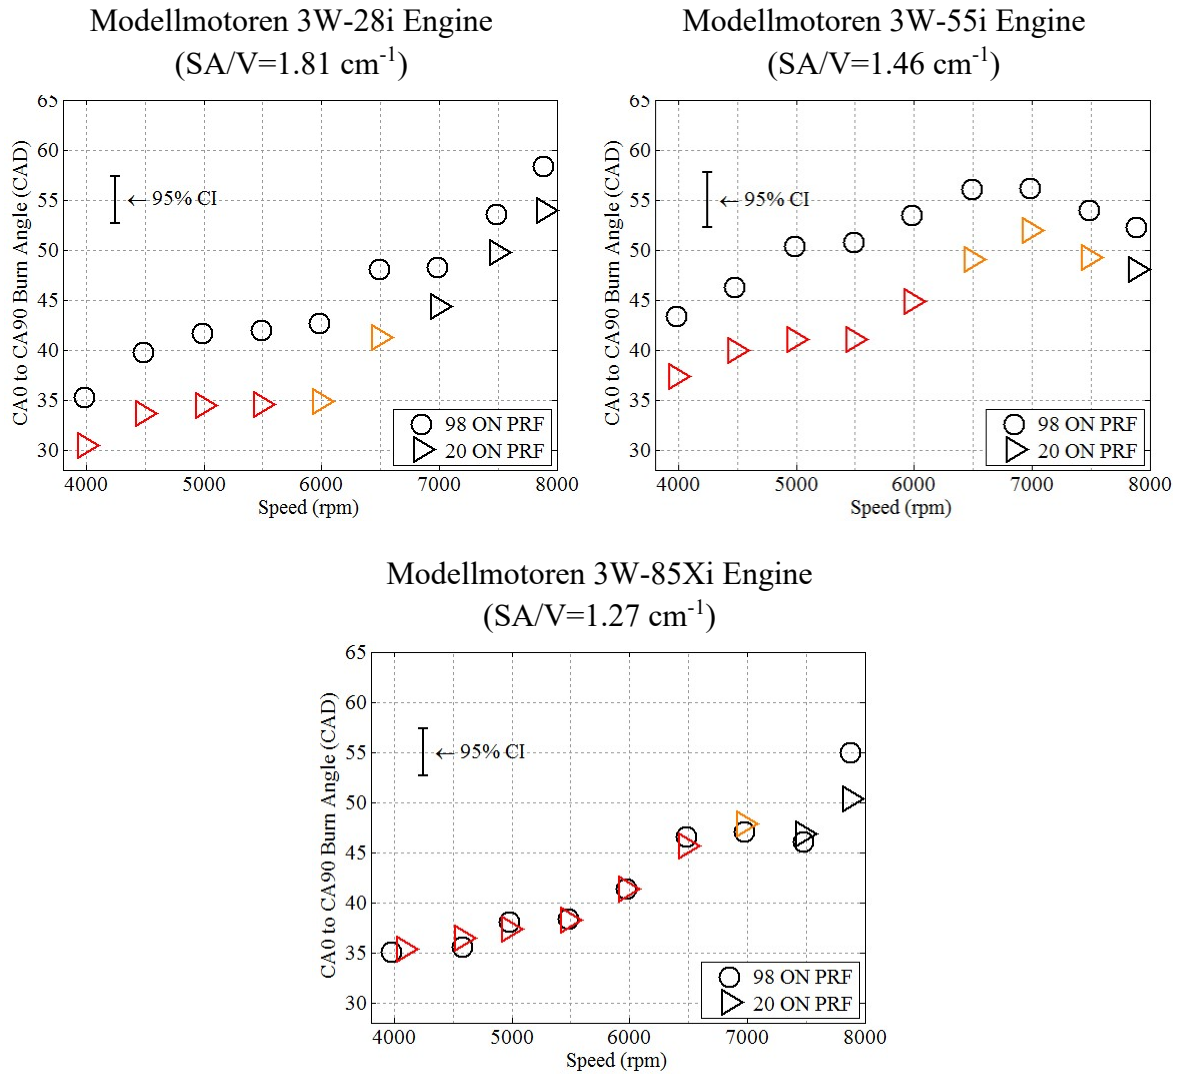 Modellmotoren 3W-28i Engine
(SA/V=1.81 cm⁻¹)
65
60
55
50
45
40
35
30
CA0 to CA90 Burn Angle (CAD)
← 95% CI
98 ON PRF
20 ON PRF
4000 5000 6000 7000 8000
Speed (rpm)
Modellmotoren 3W-55i Engine
(SA/V=1.46 cm⁻¹)
65
60
55
50
45
40
35
30
CA0 to CA90 Burn Angle (CAD)
← 95% CI
98 ON PRF
20 ON PRF
4000 5000 6000 7000 8000
Speed (rpm)
Modellmotoren 3W-85Xi Engine
(SA/V=1.27 cm⁻¹)
65
60
55
50
45
40
35
30
CA0 to CA90 Burn Angle (CAD)
← 95% CI
98 ON PRF
20 ON PRF
4000 5000 6000 7000 8000
Speed (rpm)